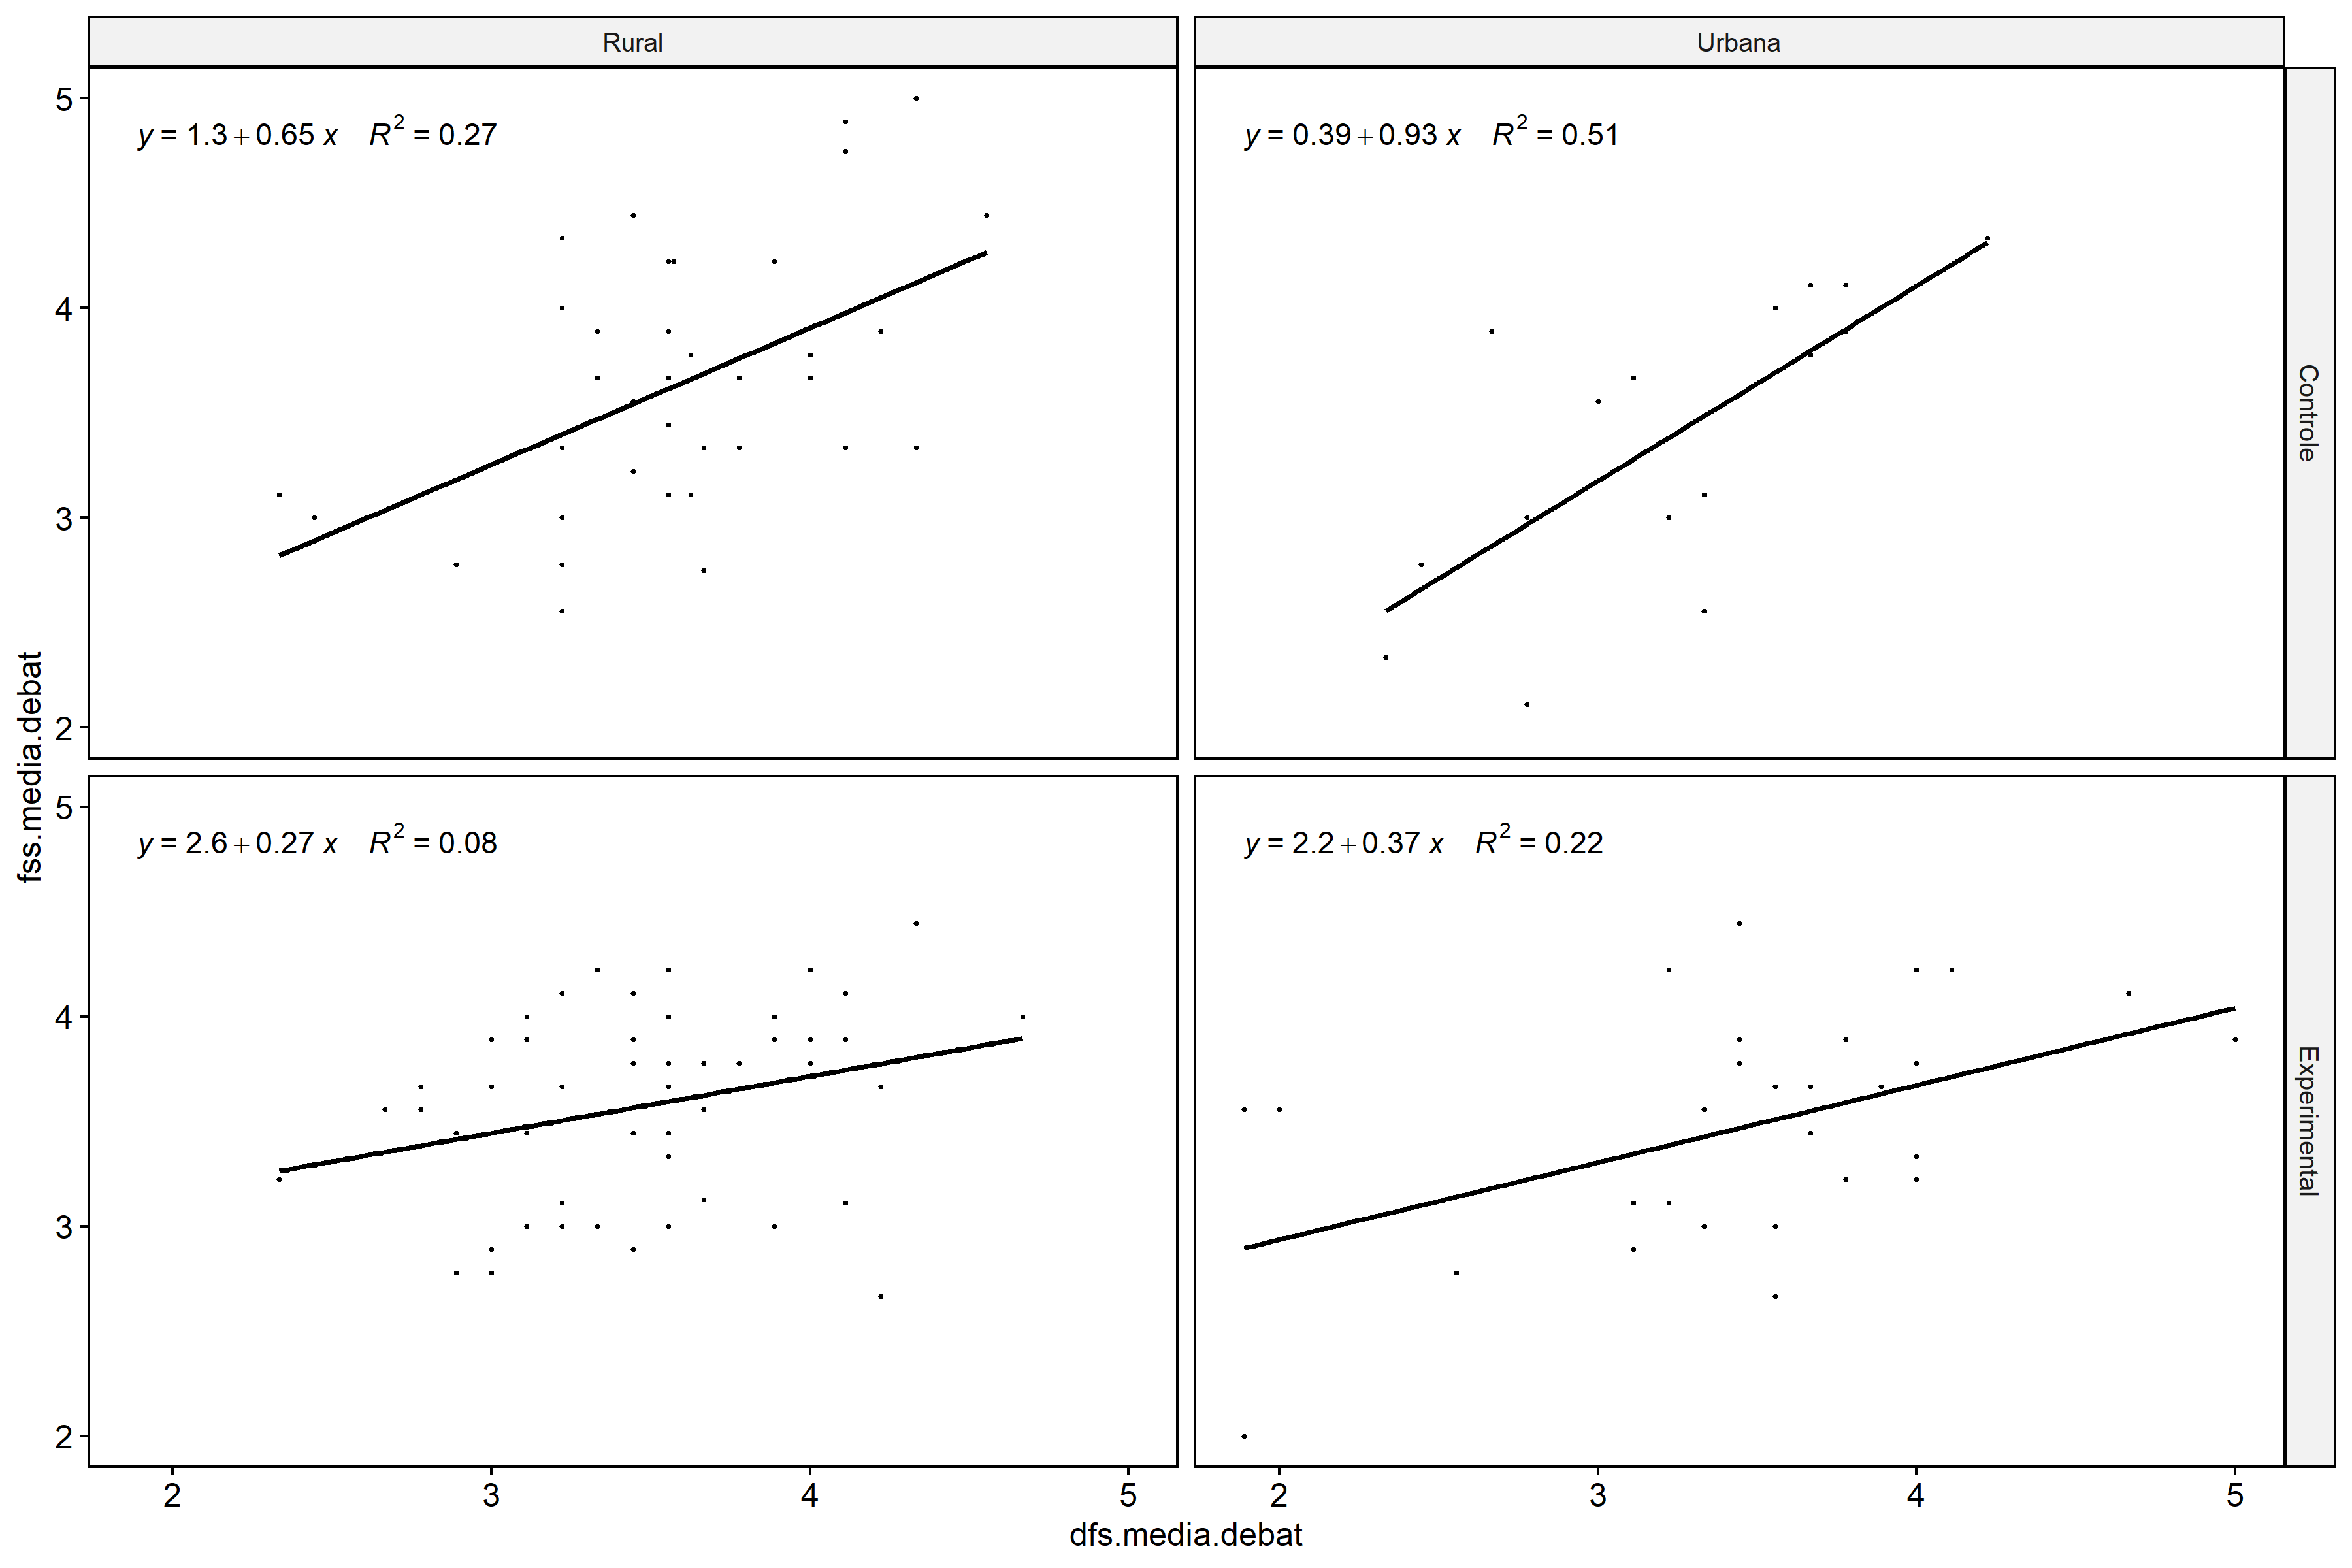 Rural
Urbana
y = 1.3 + 0.65 x R² = 0.27
y = 0.39 + 0.93 x R² = 0.51
Controle
5
4
3
2
fss.media.debat
y = 2.6 + 0.27 x R² = 0.08
y = 2.2 + 0.37 x R² = 0.22
Experimental
5
4
3
2
2 3 4 5
2 3 4 5
dfs.media.debat